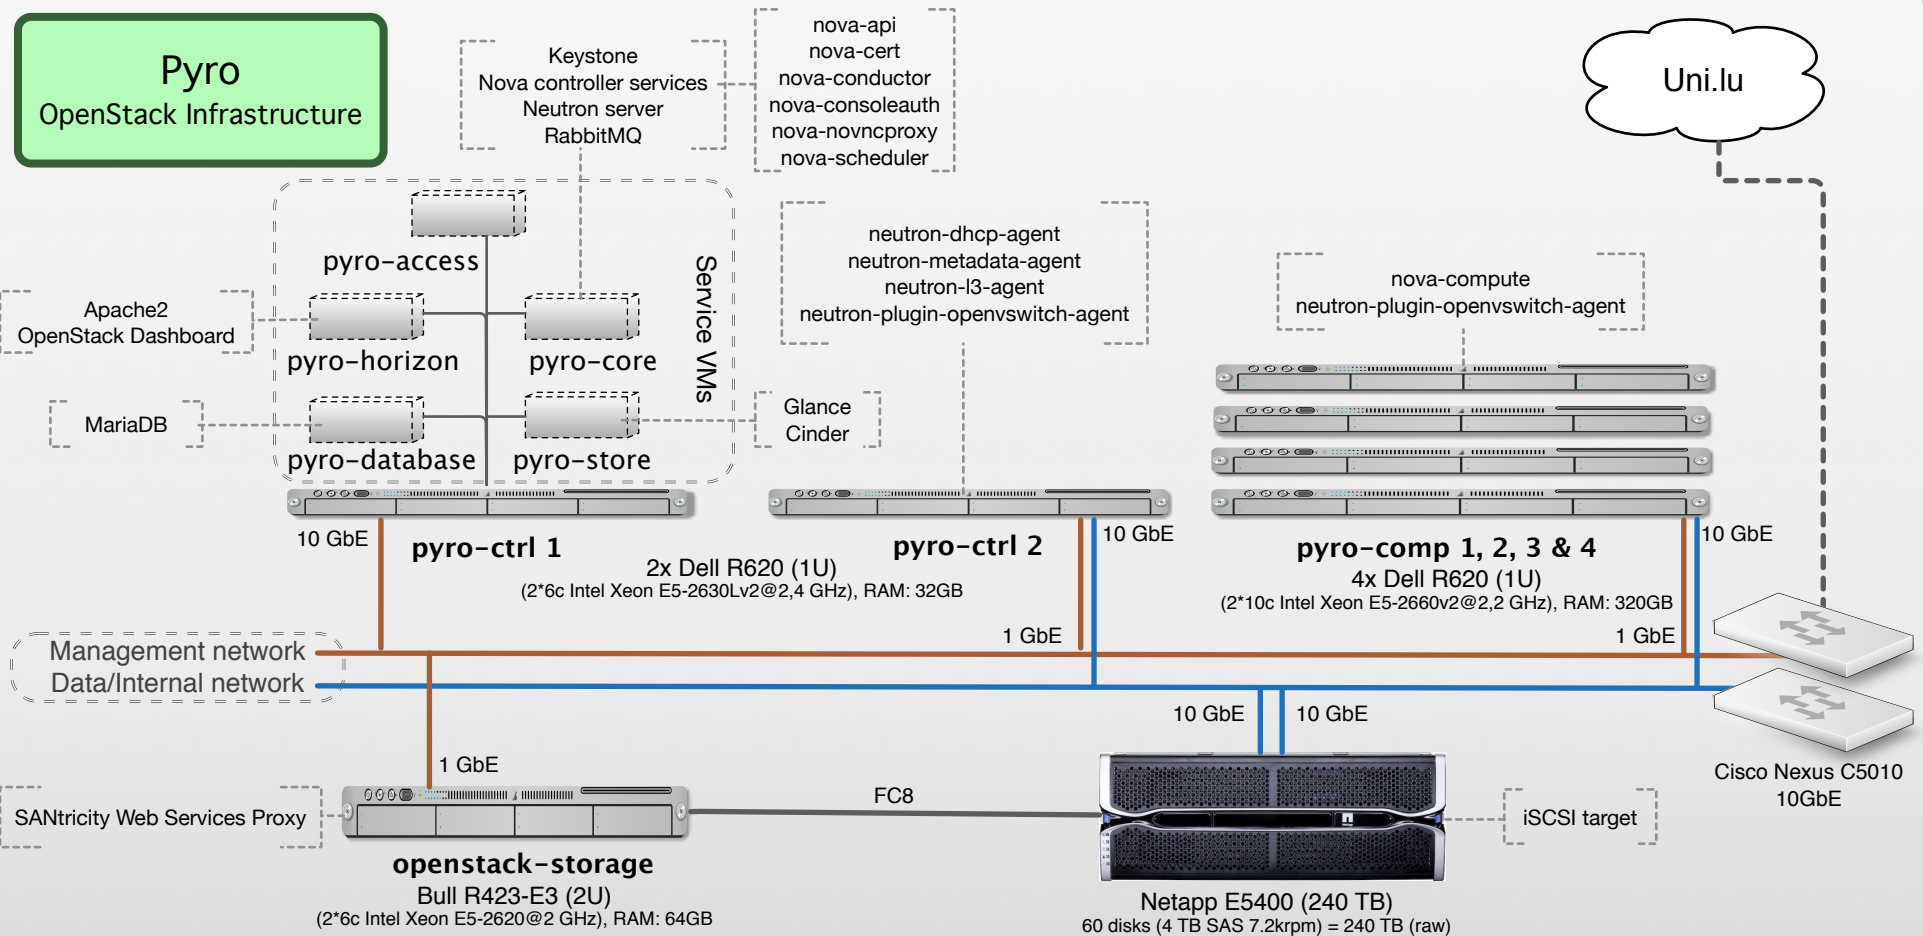 Pyro
OpenStack Infrastructure
Keystone
Nova controller services
Neutron server
RabbitMQ
nova-api
nova-cert
nova-conductor
nova-consoleauth
nova-novncproxy
nova-scheduler
Uni.lu
neutron-dhcp-agent
neutron-metadata-agent
neutron-l3-agent
neutron-plugin-openvswitch-agent
nova-compute
neutron-plugin-openvswitch-agent
Service VMs
pyro-access
Apache2
OpenStack Dashboard
pyro-horizon
pyro-core
MariaDB
Glance
Cinder
pyro-database
pyro-store
10 GbE
pyro-ctrl 1
pyro-ctrl 2
10 GbE
2x Dell R620 (1U)
(2*6c Intel Xeon E5-2630Lv2@2,4 GHz), RAM: 32GB
pyro-comp 1, 2, 3 & 4
10 GbE
4x Dell R620 (1U)
(2*10c Intel Xeon E5-2660v2@2,2 GHz), RAM: 320GB
1 GbE
1 GbE
Management network
Data/Internal network
10 GbE
10 GbE
1 GbE
Cisco Nexus C5010
10GbE
SANtricity Web Services Proxy
FC8
iSCSI target
openstack-storage
Bull R423-E3 (2U)
(2*6c Intel Xeon E5-2620@2 GHz), RAM: 64GB
Netapp E5400 (240 TB)
60 disks (4 TB SAS 7.2krpm) = 240 TB (raw)